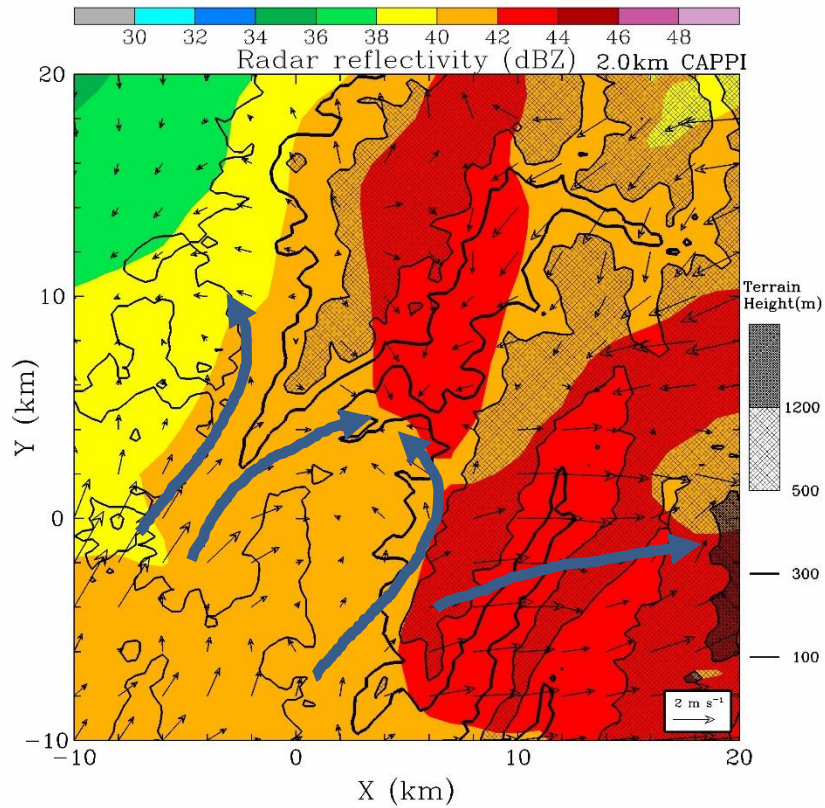 30 32 34 36 38 40 42 44 46 48
Radar reflectivity (dBZ) 2.0km CAPPI
20
10
0
-10
Y (km)
-10 0 10 20
X (km)
Terrain
Height(m)
1200
500
300
100
2 m s⁻¹